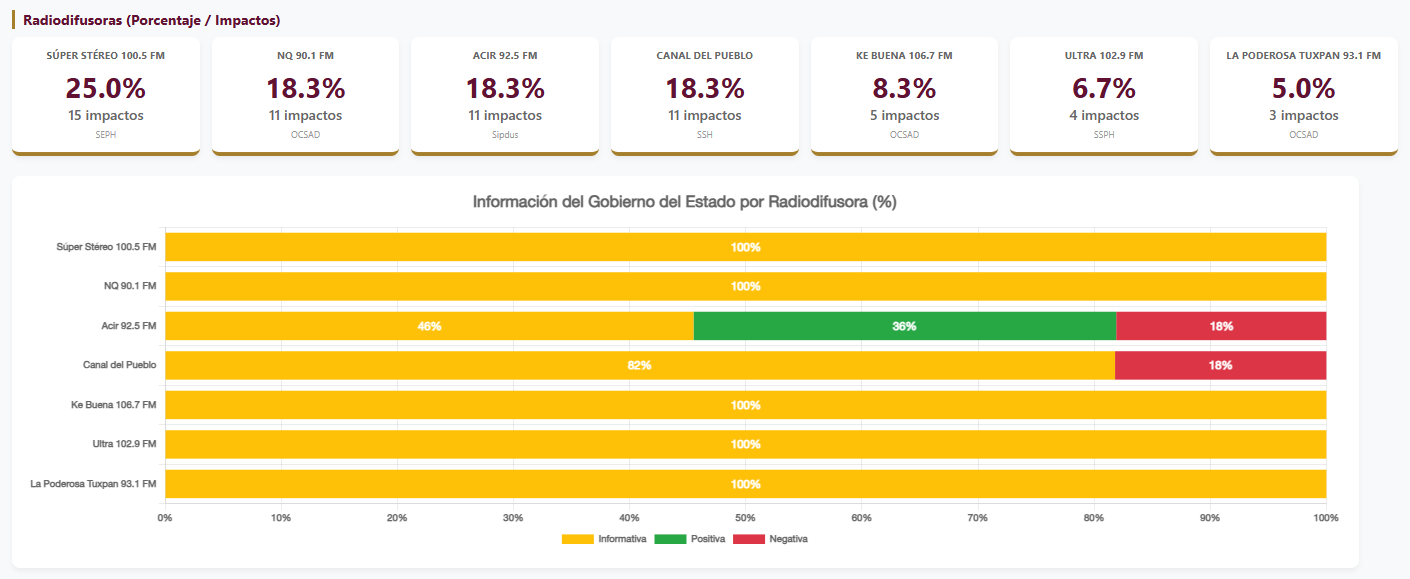 Radiodifusoras (Porcentaje / Impactos)
SÚPER STÉREO 100.5 FM
25.0%
15 impactos
SEPH
NQ 90.1 FM
18.3%
11 impactos
OCSAD
ACIR 92.5 FM
18.3%
11 impactos
Sipdus
CANAL DEL PUEBLO
18.3%
11 impactos
SSH
KE BUENA 106.7 FM
8.3%
5 impactos
OCSAD
ULTRA 102.9 FM
6.7%
4 impactos
SSPH
LA PODEROSA TUXPAN 93.1 FM
5.0%
3 impactos
OCSAD
Información del Gobierno del Estado por Radiodifusora (%)
Súper Stéreo 100.5 FM 100%
NQ 90.1 FM 100%
Acir 92.5 FM 46% 36% 18%
Canal del Pueblo 82% 18%
Ke Buena 106.7 FM 100%
Ultra 102.9 FM 100%
La Poderosa Tuxpan 93.1 FM 100%
0% 10% 20% 30% 40% 50% 60% 70% 80% 90% 100%
Informativa Positiva Negativa